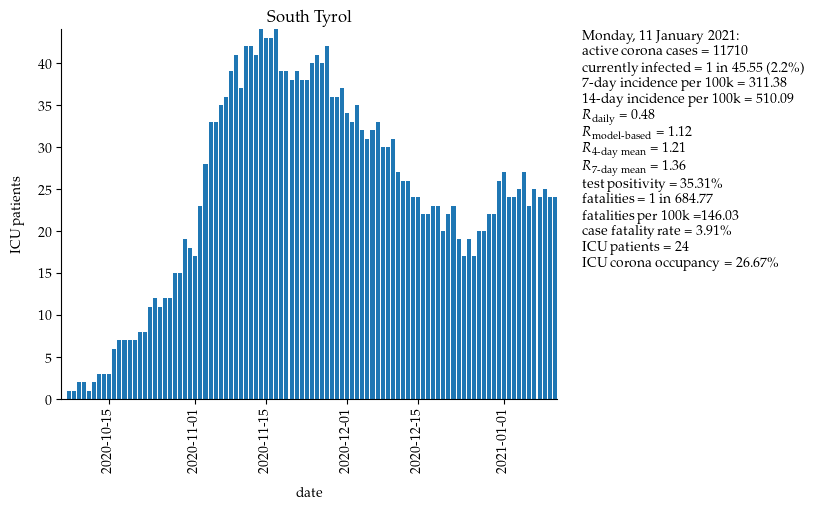 South Tyrol
Monday, 11 January 2021:
active corona cases = 11710
currently infected = 1 in 45.55 (2.2%)
7-day incidence per 100k = 311.38
14-day incidence per 100k = 510.09
R daily = 0.48
R model-based = 1.12
R 4-day mean = 1.21
R 7-day mean = 1.36
test positivity = 35.31%
fatalities = 1 in 684.77
fatalities per 100k =146.03
case fatality rate = 3.91%
ICU patients = 24
ICU corona occupancy = 26.67%
ICU patients
40
35
30
25
20
15
10
5
0
2020-10-15
2020-11-01
2020-11-15
2020-12-01
2020-12-15
2021-01-01
date